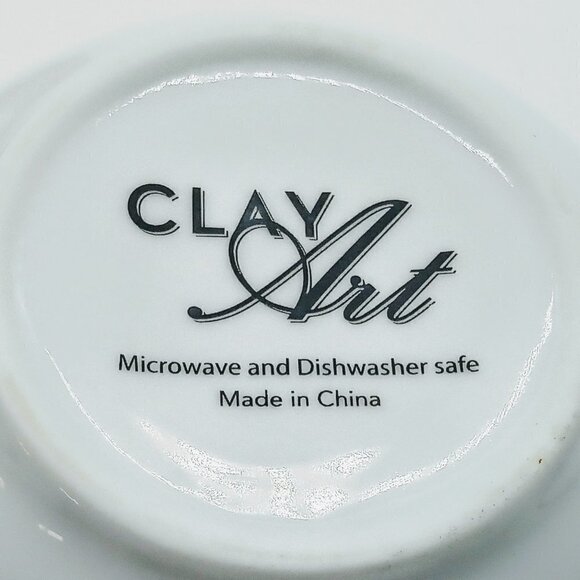 CLAY
Art
Microwave and Dishwasher safe
Made in China